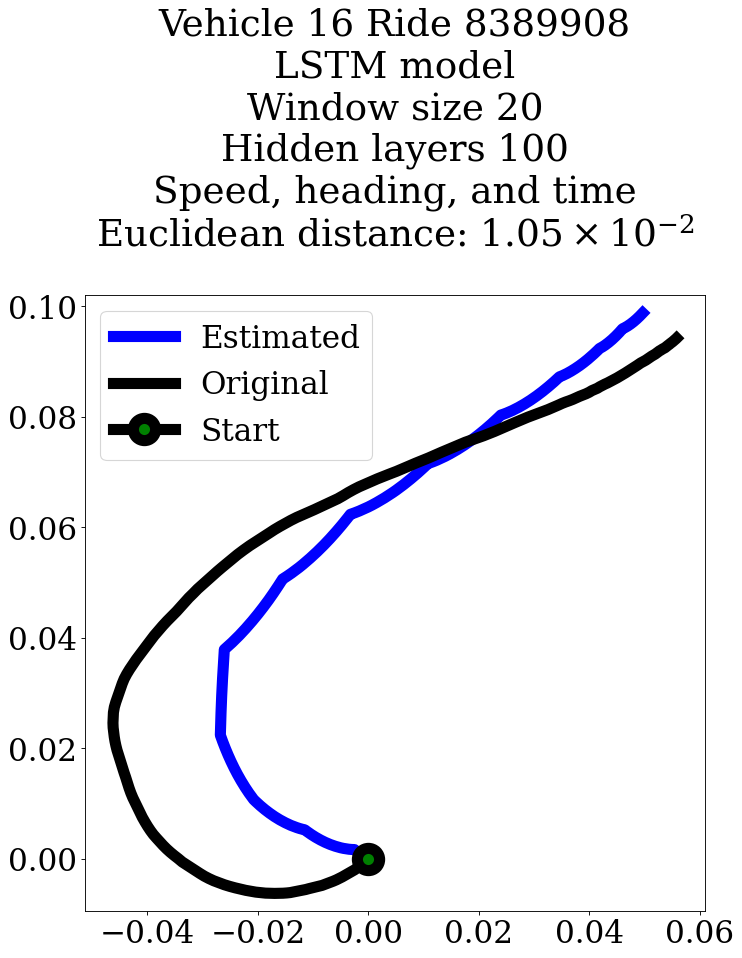 Vehicle 16 Ride 8389908
LSTM model
Window size 20
Hidden layers 100
Speed, heading, and time
Euclidean distance: 1.05 × 10⁻²
0.10
0.08
0.06
0.04
0.02
0.00
Estimated
Original
Start
−0.04 −0.02 0.00 0.02 0.04 0.06